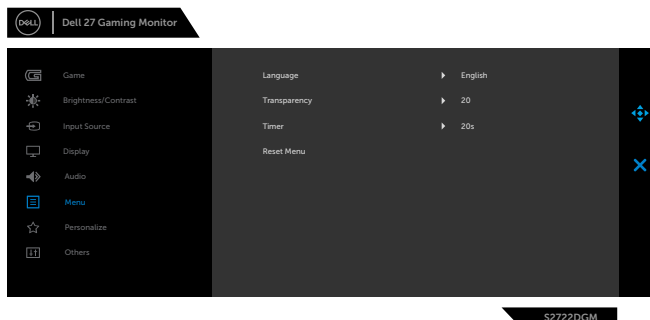 DELL Dell 27 Gaming Monitor
Game Language English
Brightness/Contrast Transparency 20
Input Source Timer 20s
Display Reset Menu
Audio
Menu
Personalize
Others
S2722DGM